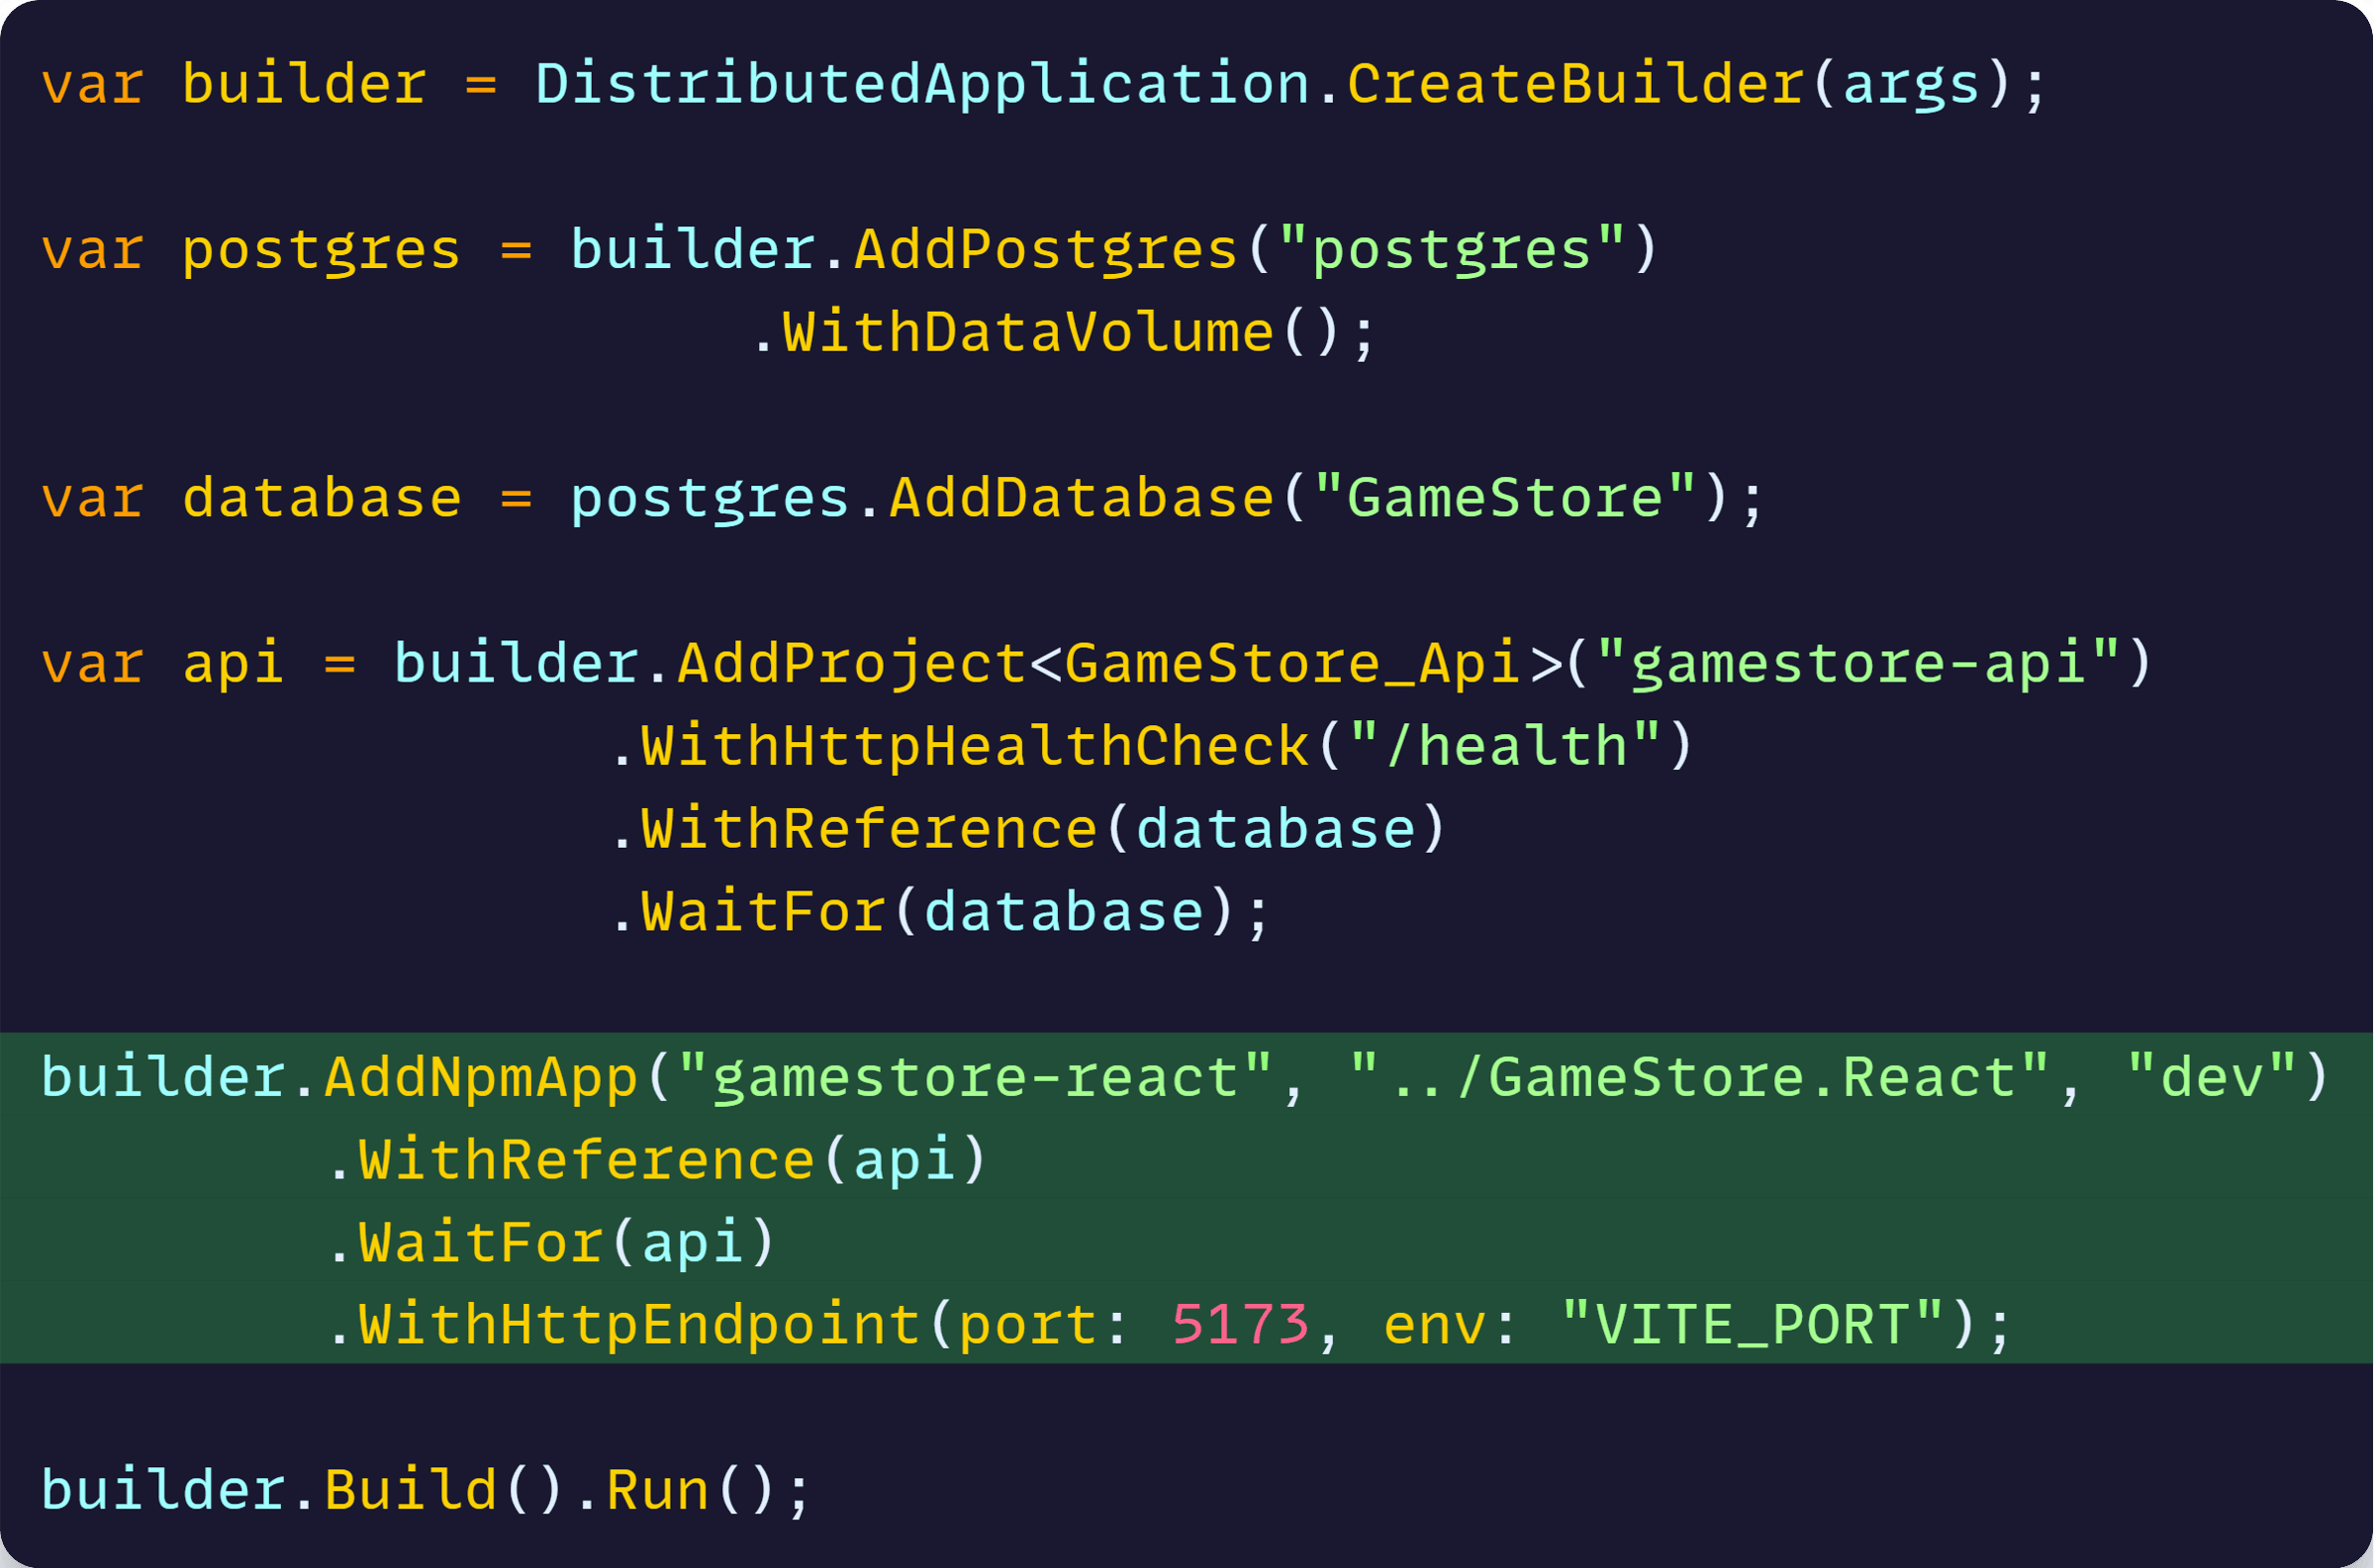 var builder = DistributedApplication.CreateBuilder(args);
var postgres = builder.AddPostgres("postgres")
.WithDataVolume();
var database = postgres.AddDatabase("GameStore");
var api = builder.AddProject<GameStore_Api>("gamestore-api")
.WithHttpHealthCheck("/health")
.WithReference(database)
.WaitFor(database);
builder.AddNpmApp("gamestore-react", "../GameStore.React", "dev")
.WithReference(api)
.WaitFor(api)
.WithHttpEndpoint(port: 5173, env: "VITE_PORT");
builder.Build().Run();